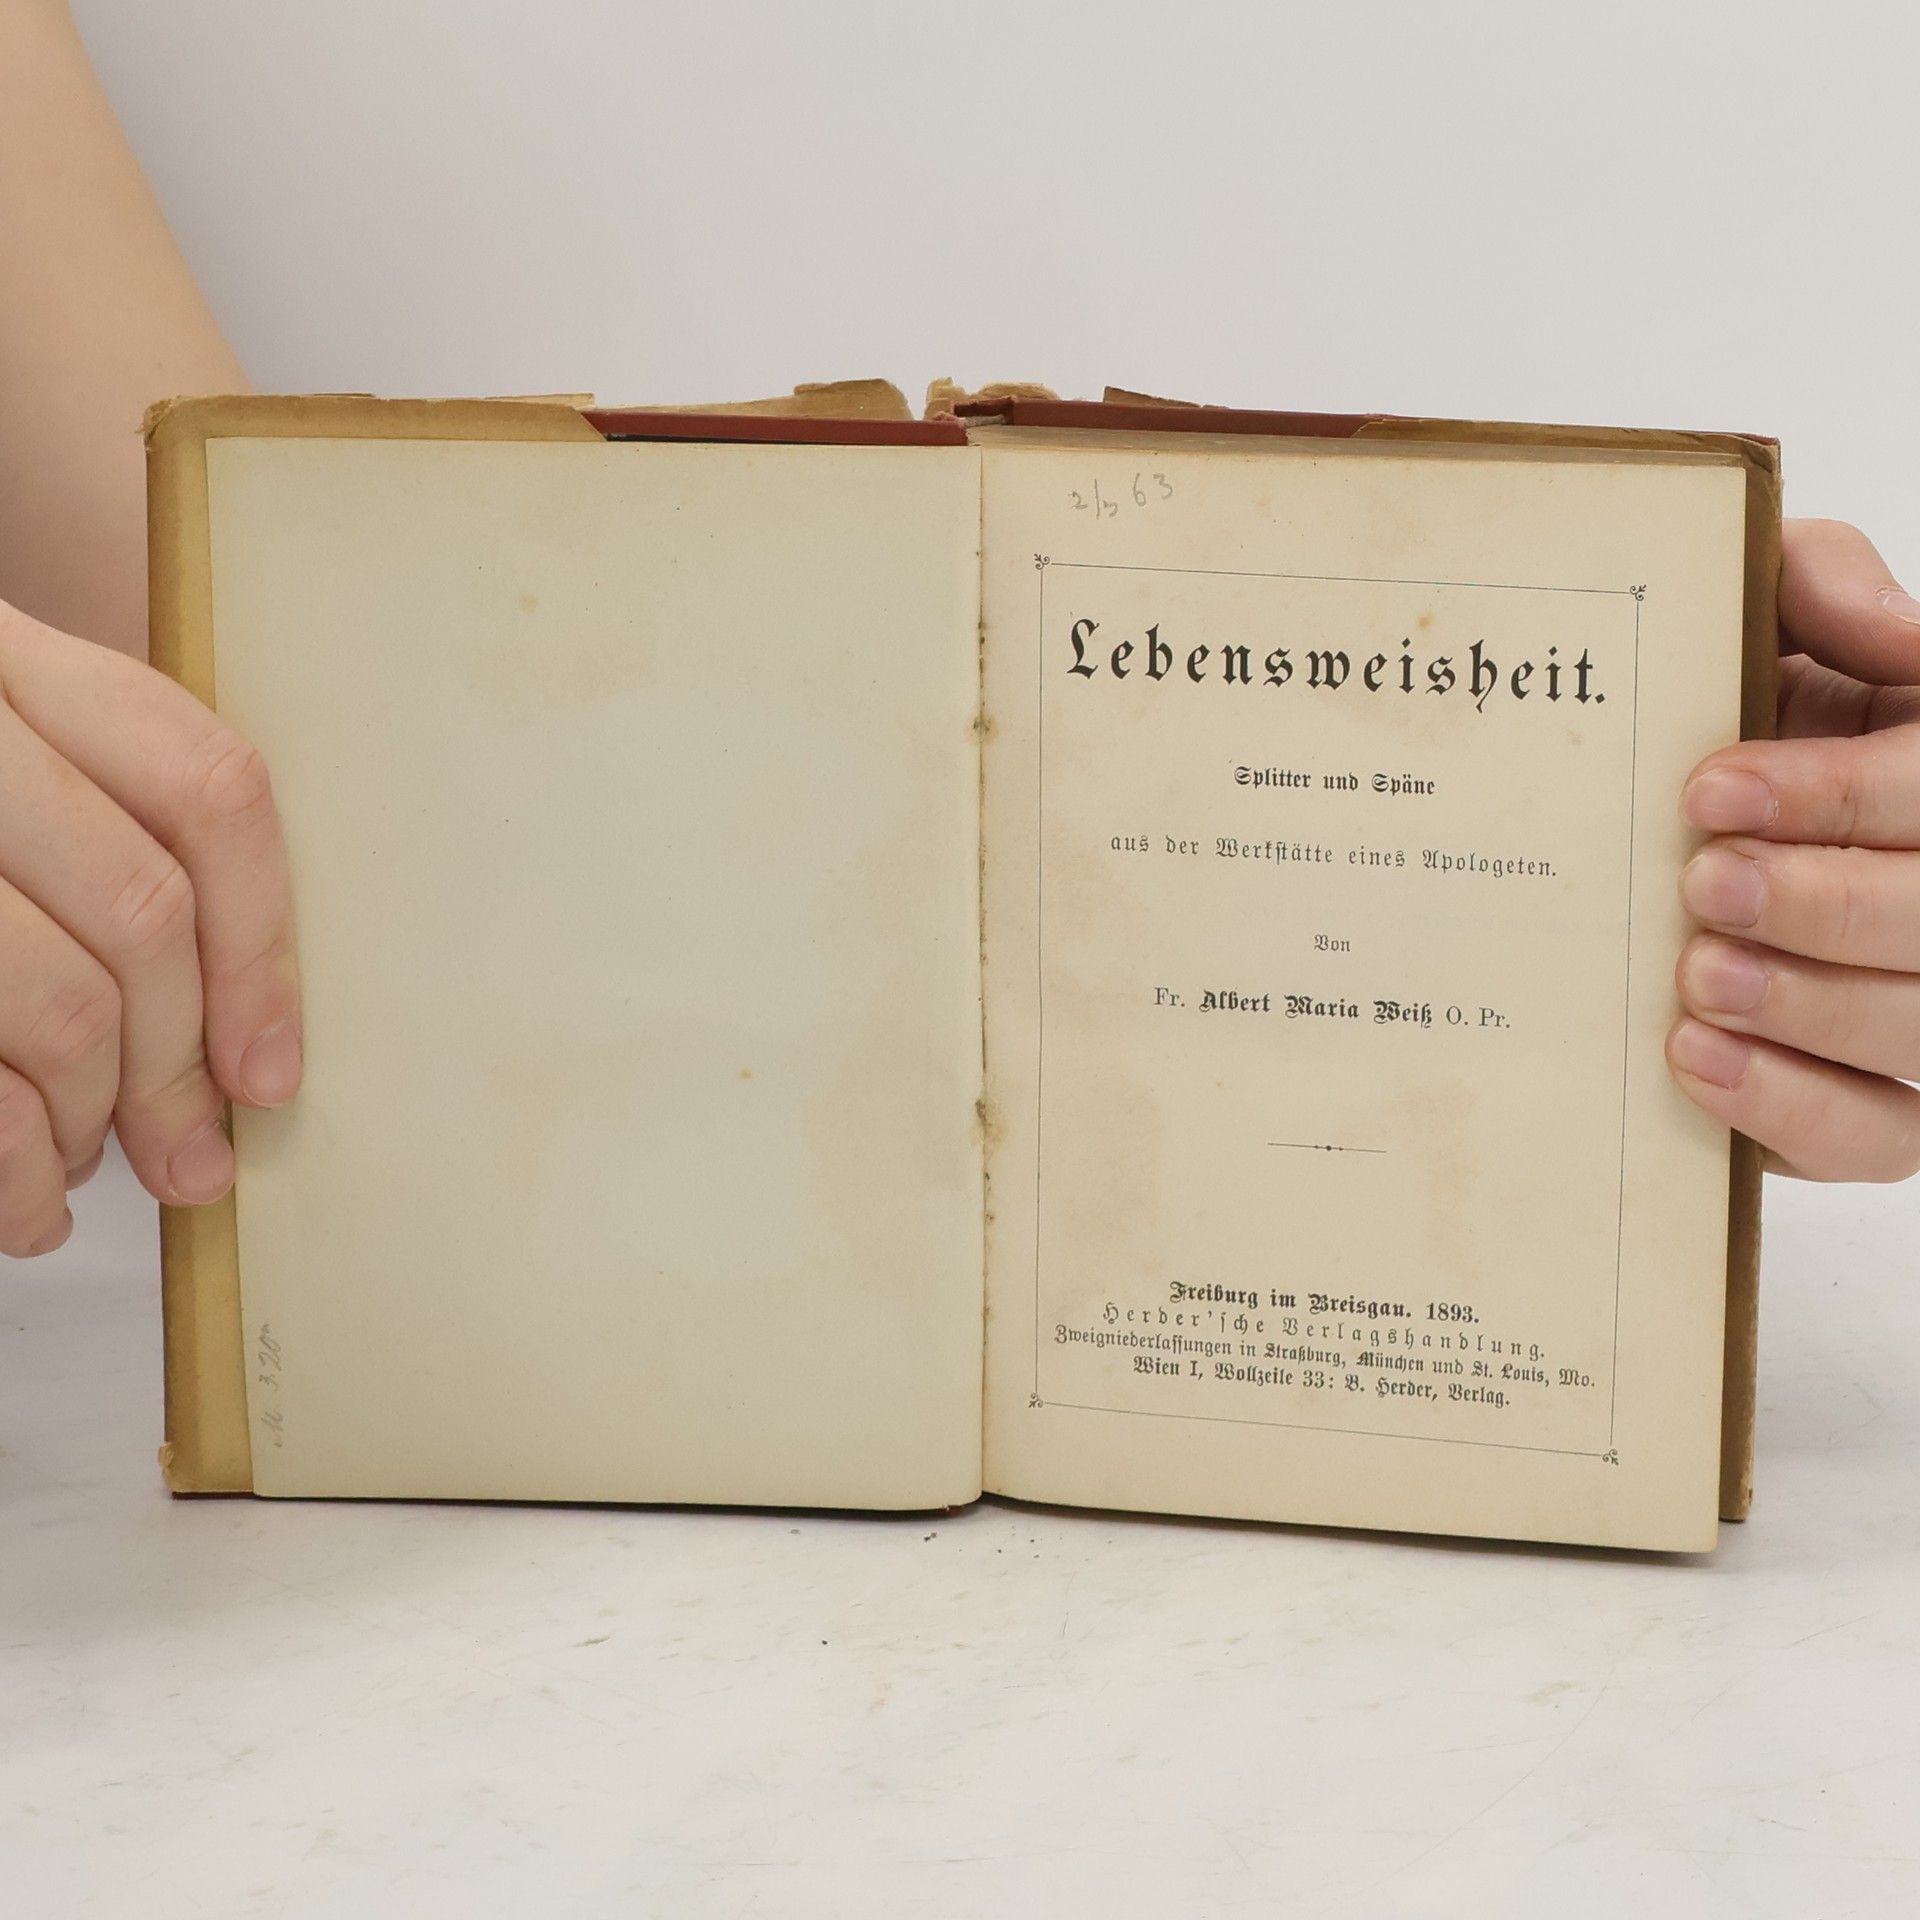 2/3 63
Lebensweisheit.
Splitter und Späne
aus der Werkstätte eines Apologeten.
Von
Fr. Albert Maria Weiß O. Pr.
Freiburg im Breisgau. 1893.
Herder'sche Verlagshandlung.
Zweigniederlassungen in Straßburg, München und St. Louis, Mo.
Wien I, Wollzeile 33: B. Herder, Verlag.
M. 3.20